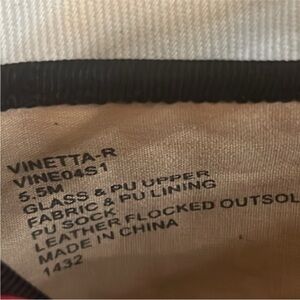 VINETTA-R
VINE04S1
5.5M
GLASS & PU UPPER
FABRIC & PU LINING
PU SOCK
LEATHER FLOCKED OUTSOL
MADE IN CHINA
1432